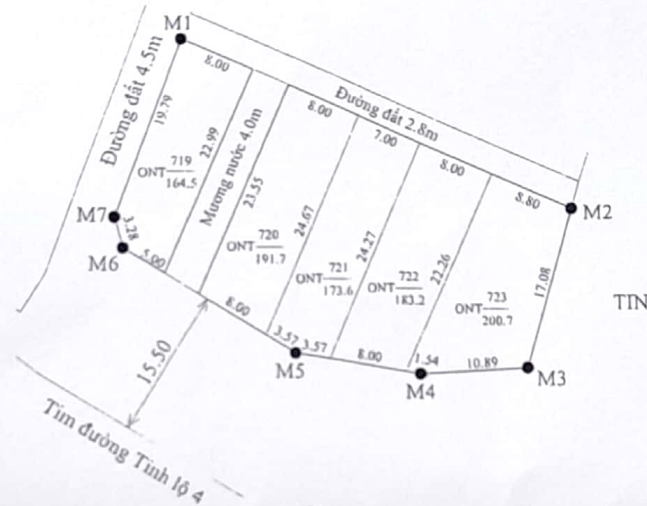 M1
8.00
Đường đất 4.5m
19.79
ONT 719
164.5
22.99
Mương nước 4.0m
23.55
8.00
Đường đất 2.8m
7.00
8.00
8.80
M2
M7
3.28
M6
5.00
ONT 720
191.7
24.67
ONT 721
173.6
24.27
ONT 722
183.2
22.26
ONT 723
200.7
17.08
TIN
8.00
3.57
3.57
M5
8.00
1.54
M4
10.89
M3
15.50
Tim đường Tỉnh lộ 4